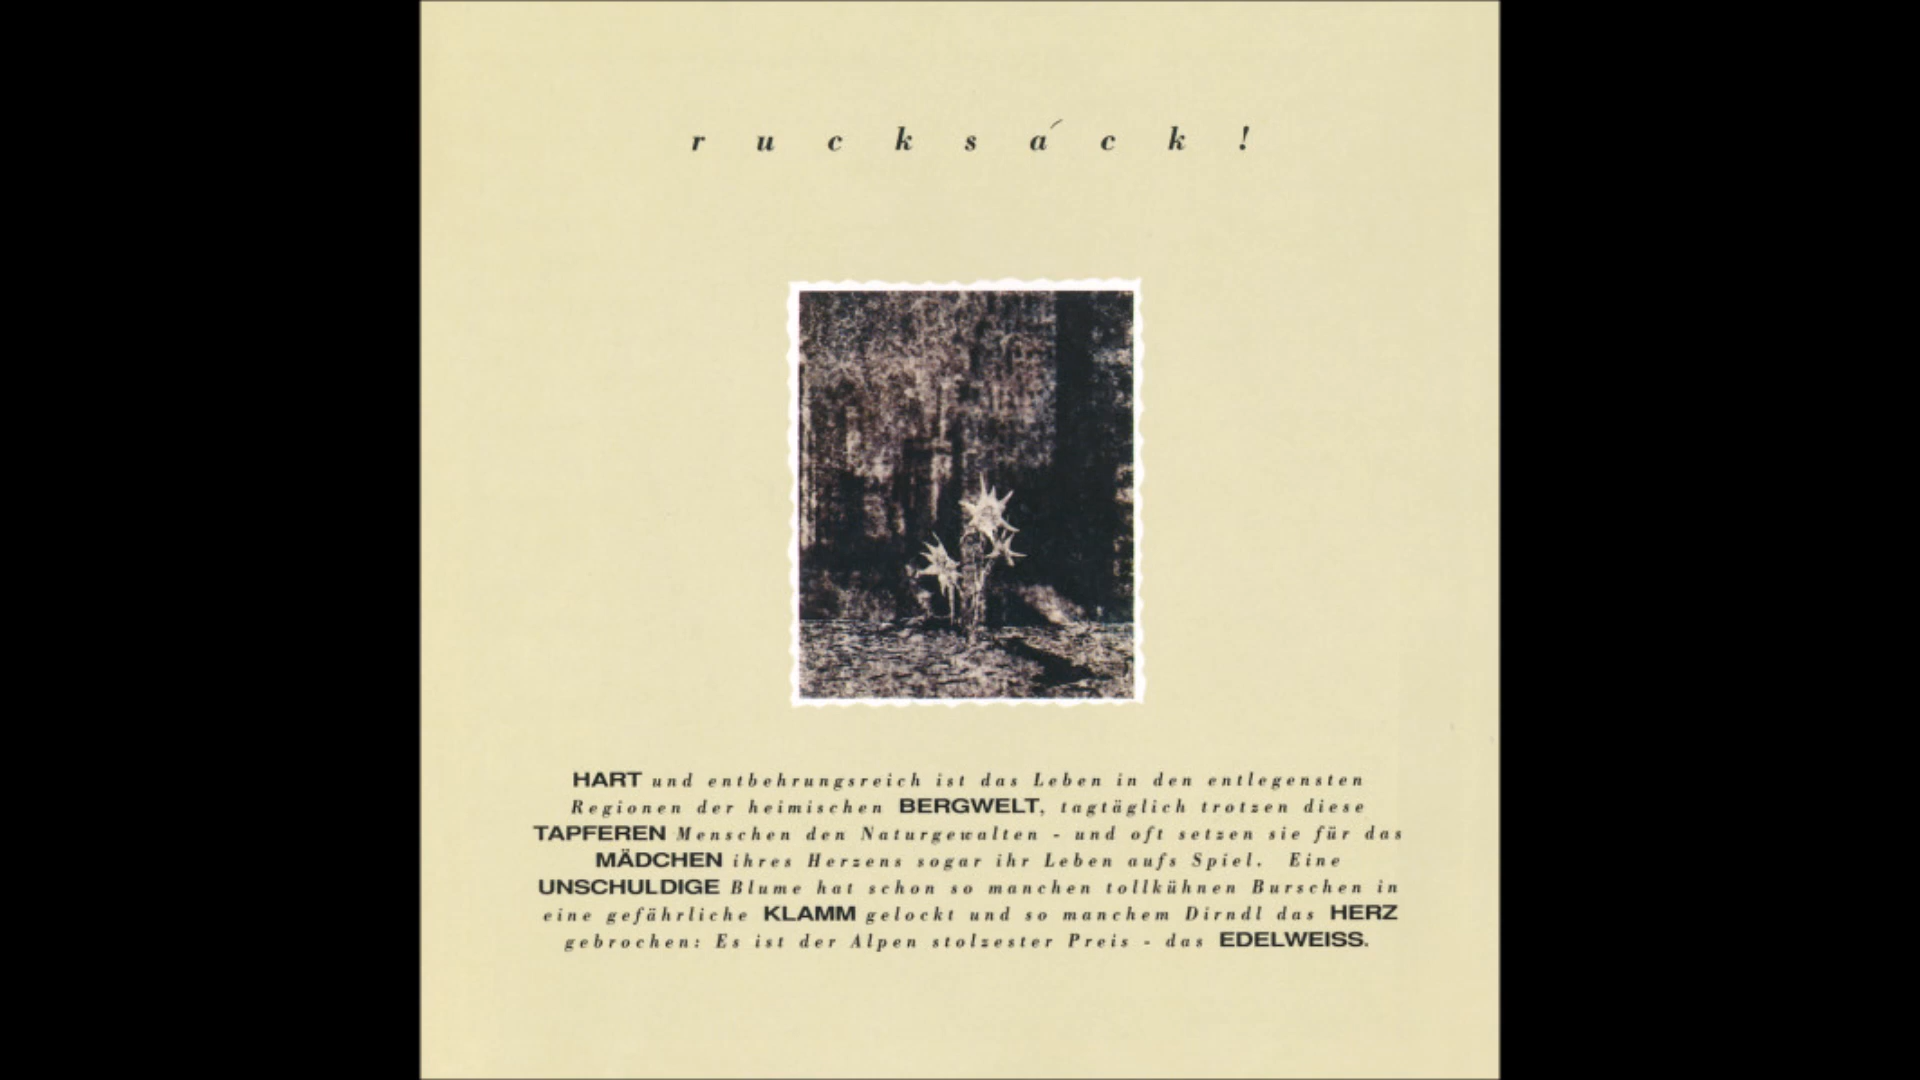 rucksáck!
HART und entbehrungsreich ist das Leben in den entlegensten
Regionen der heimischen BERGWELT, tagtäglich trotzen diese
TAPFEREN Menschen den Naturgewalten - und oft setzen sie für das
MÄDCHEN ihres Herzens sogar ihr Leben aufs Spiel. Eine
UNSCHULDIGE Blume hat schon so manchen tollkühnen Burschen in
eine gefährliche KLAMM gelockt und so manchem Dirndl das HERZ
gebrochen: Es ist der Alpen stolzester Preis - das EDELWEISS.